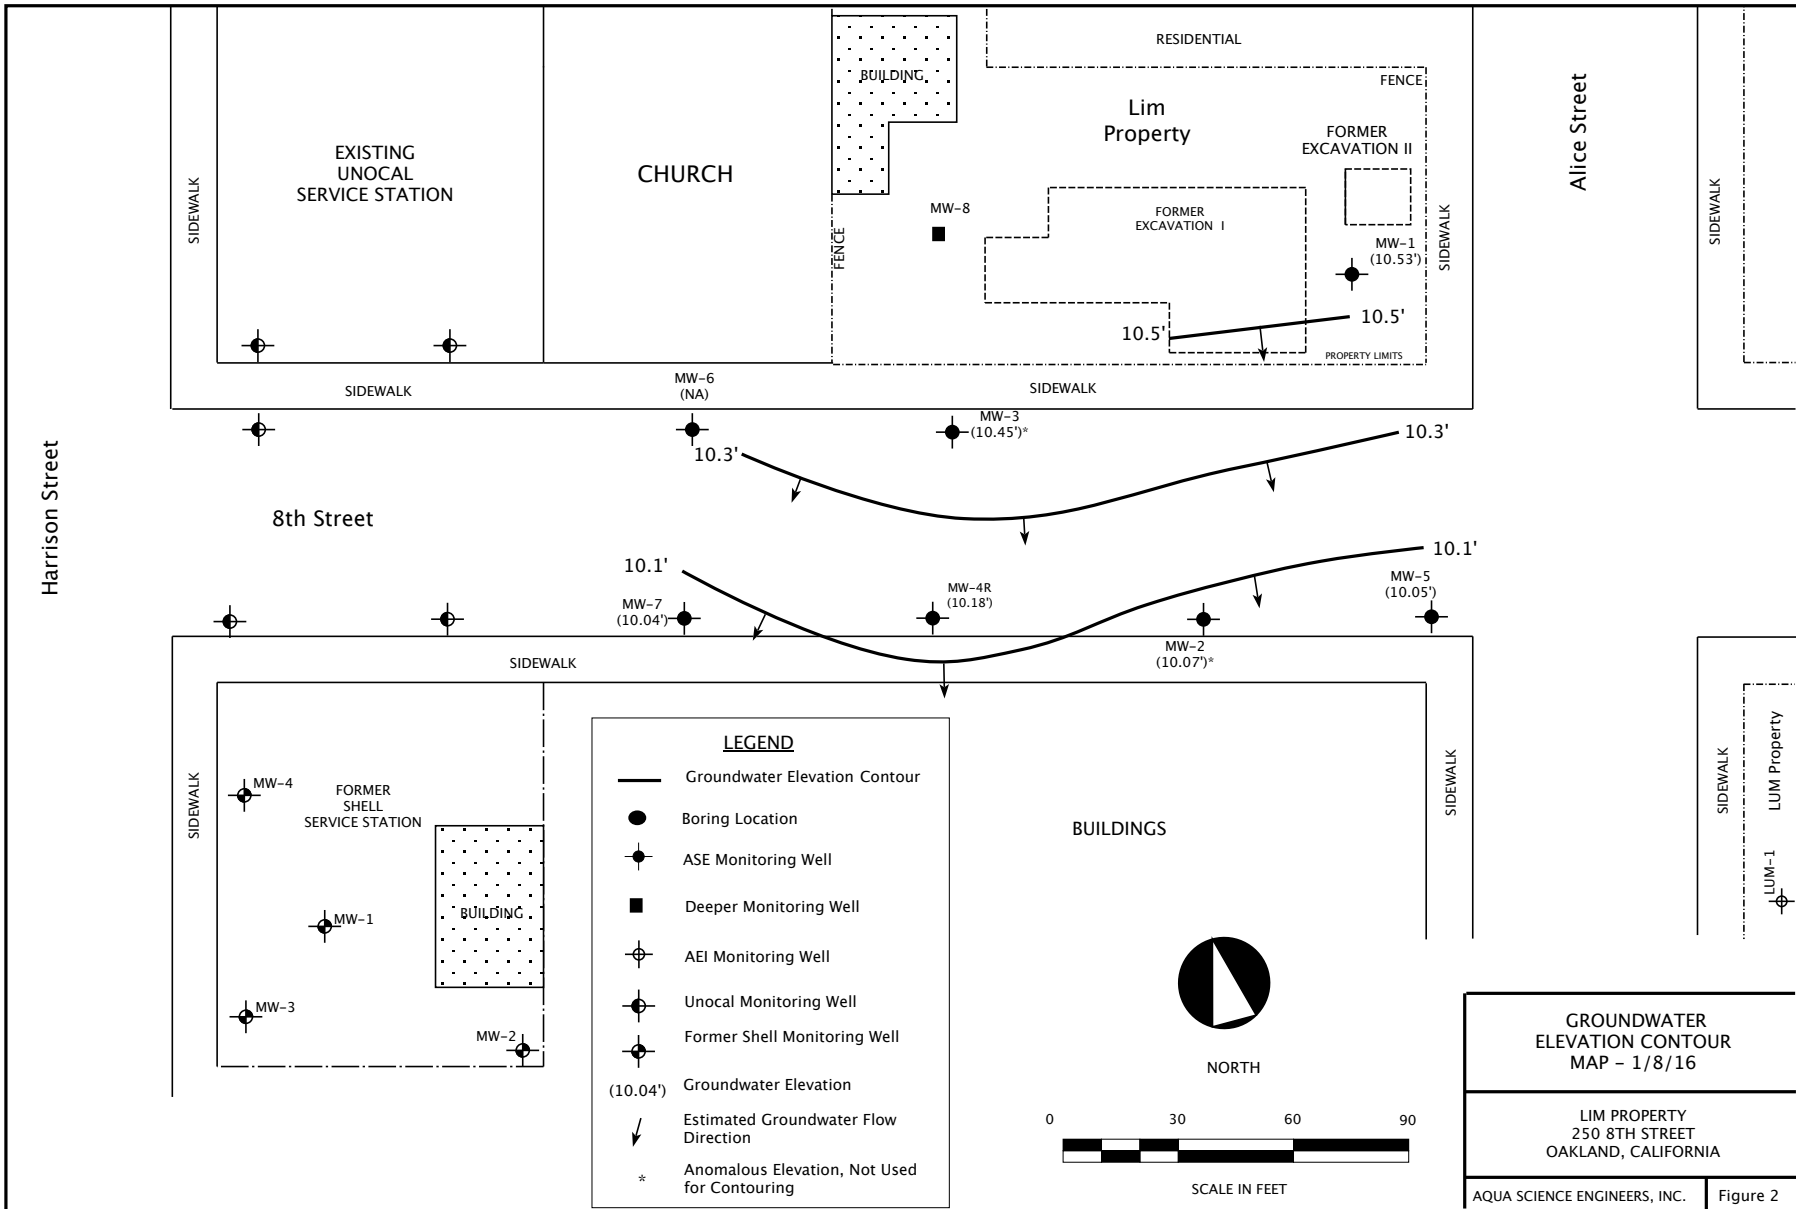 RESIDENTIAL
BUILDING
FENCE
Lim
Property
FORMER
EXCAVATION II
Alice Street
EXISTING
UNOCAL
SERVICE STATION
CHURCH
SIDEWALK
SIDEWALK
SIDEWALK
MW-8
FORMER
EXCAVATION I
FENCE
MW-1
(10.53')
10.5'
10.5'
PROPERTY LIMITS
SIDEWALK
MW-6
(NA)
SIDEWALK
MW-3
(10.45')*
10.3'
10.3'
Harrison Street
8th Street
10.1'
10.1'
MW-7
(10.04')
MW-4R
(10.18')
MW-5
(10.05')
MW-2
(10.07')*
SIDEWALK
MW-4
FORMER
SHELL
SERVICE STATION
SIDEWALK
BUILDING
MW-1
MW-3
MW-2
LEGEND
Groundwater Elevation Contour
Boring Location
ASE Monitoring Well
Deeper Monitoring Well
AEI Monitoring Well
Unocal Monitoring Well
Former Shell Monitoring Well
(10.04') Groundwater Elevation
Estimated Groundwater Flow
Direction
* Anomalous Elevation, Not Used
for Contouring
BUILDINGS
SIDEWALK
SIDEWALK
LUM Property
LUM-1
NORTH
0 30 60 90
SCALE IN FEET
GROUNDWATER
ELEVATION CONTOUR
MAP - 1/8/16
LIM PROPERTY
250 8TH STREET
OAKLAND, CALIFORNIA
AQUA SCIENCE ENGINEERS, INC.
Figure 2